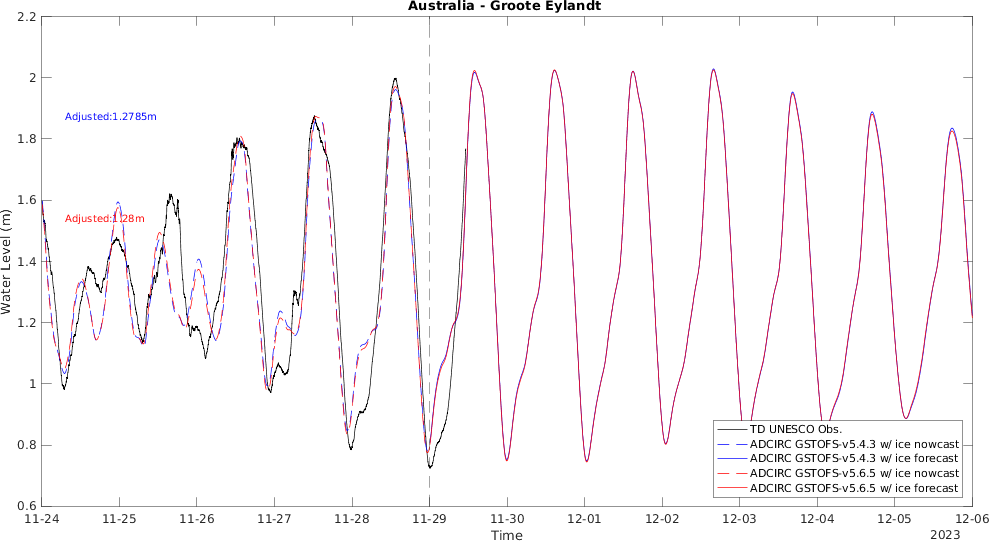 Australia - Groote Eylandt
2.2
2
1.8
1.6
1.4
1.2
1
0.8
0.6
Water Level (m)
Adjusted:1.2785m
Adjusted:1.28m
TD UNESCO Obs.
ADCIRC GSTOFS-v5.4.3 w/ ice nowcast
ADCIRC GSTOFS-v5.4.3 w/ ice forecast
ADCIRC GSTOFS-v5.6.5 w/ ice nowcast
ADCIRC GSTOFS-v5.6.5 w/ ice forecast
11-24 11-25 11-26 11-27 11-28 11-29 11-30 12-01 12-02 12-03 12-04 12-05 12-06
Time
2023